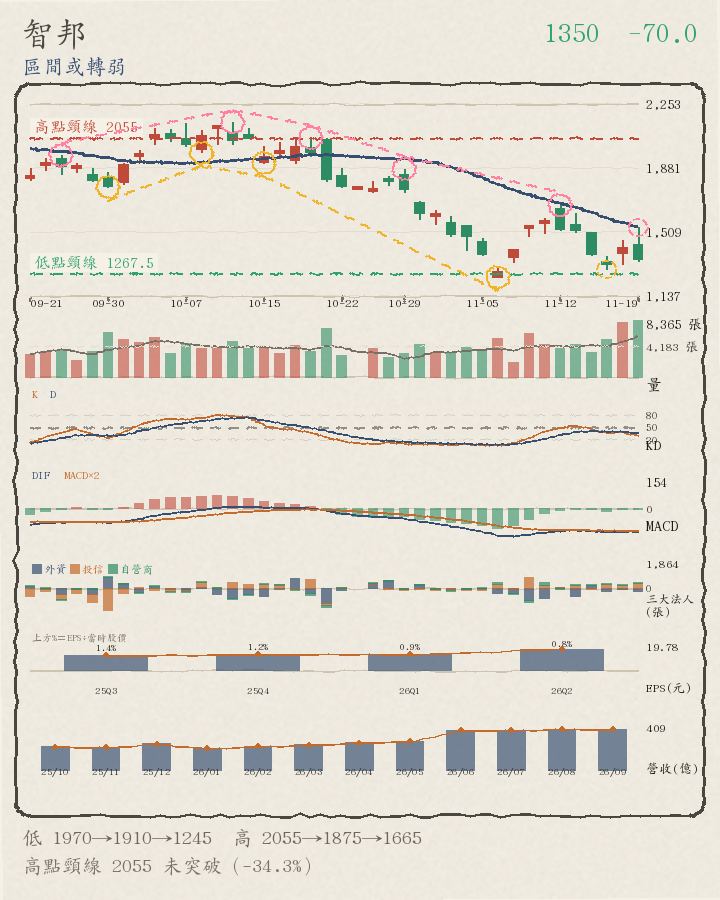 智邦
1350 -70.0
區間或轉弱
2,253
高點頸線 2055
1,881
1,509
低點頸線 1267.5
1,137
09-21 09-30 10-07 10-15 10-22 10-29 11-05 11-12 11-19
8,365 張
4,183 張
量
K D
80
50
20
KD
DIF MACD×2
154
0
MACD
1,864
外資 投信 自營商
0
三大法人
(張)
上方%=EPS÷當時股價
1.4% 1.2% 0.9% 0.8%
19.78
25Q3 25Q4 26Q1 26Q2
EPS(元)
409
25/10 25/11 25/12 26/01 26/02 26/03 26/04 26/05 26/06 26/07 26/08 26/09
營收(億)
低 1970→1910→1245 高 2055→1875→1665
高點頸線 2055 未突破 (-34.3%)